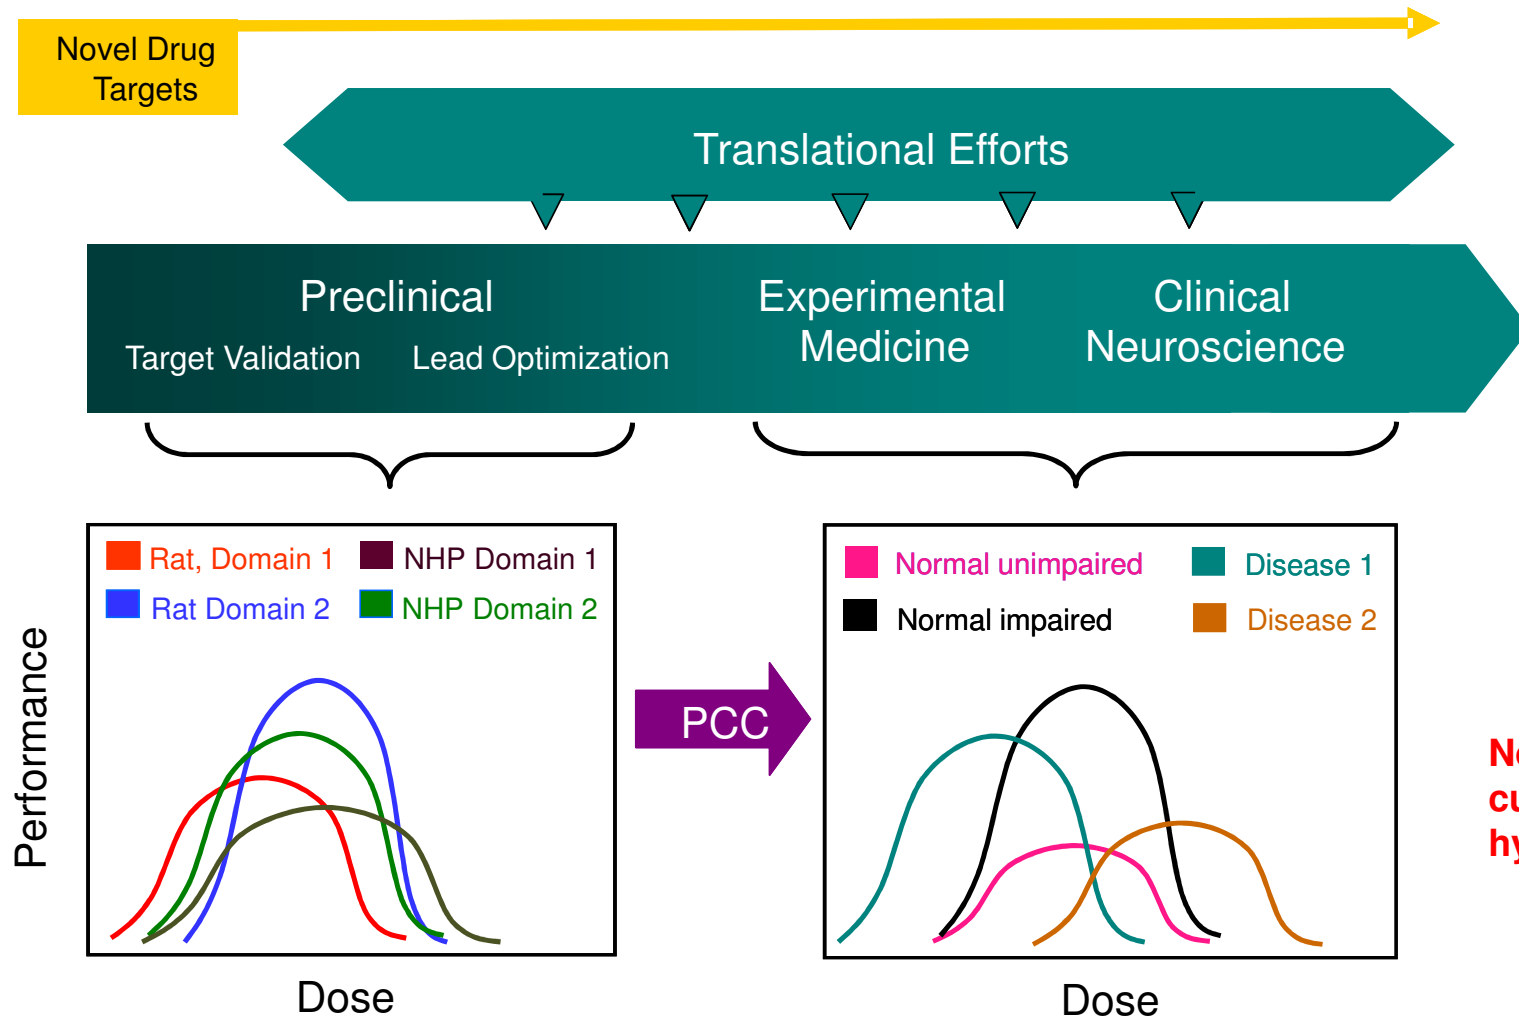 Novel Drug
Targets
Translational Efforts
Preclinical
Target Validation
Lead Optimization
Experimental
Medicine
Clinical
Neuroscience
Rat, Domain 1
NHP Domain 1
Rat Domain 2
NHP Domain 2
Performance
Dose
PCC
Normal unimpaired
Disease 1
Normal impaired
Disease 2
Dose